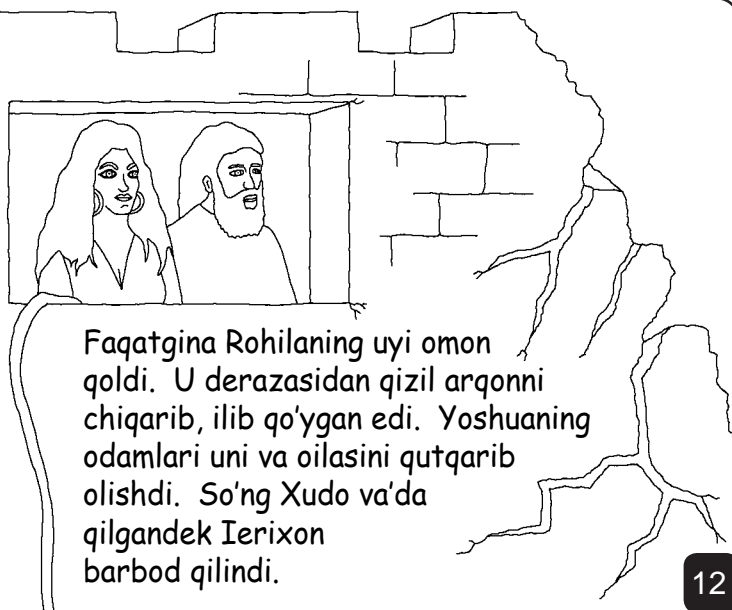 Faqatgina Rohilaning uyi omon
qoldi.  U derazasidan qizil arqonni
chiqarib, ilib qo'ygan edi.  Yoshuaning
odamlari uni va oilasini qutqarib
olishdi.  So'ng Xudo va'da
qilgandek Ierixon
barbod qilindi.
12